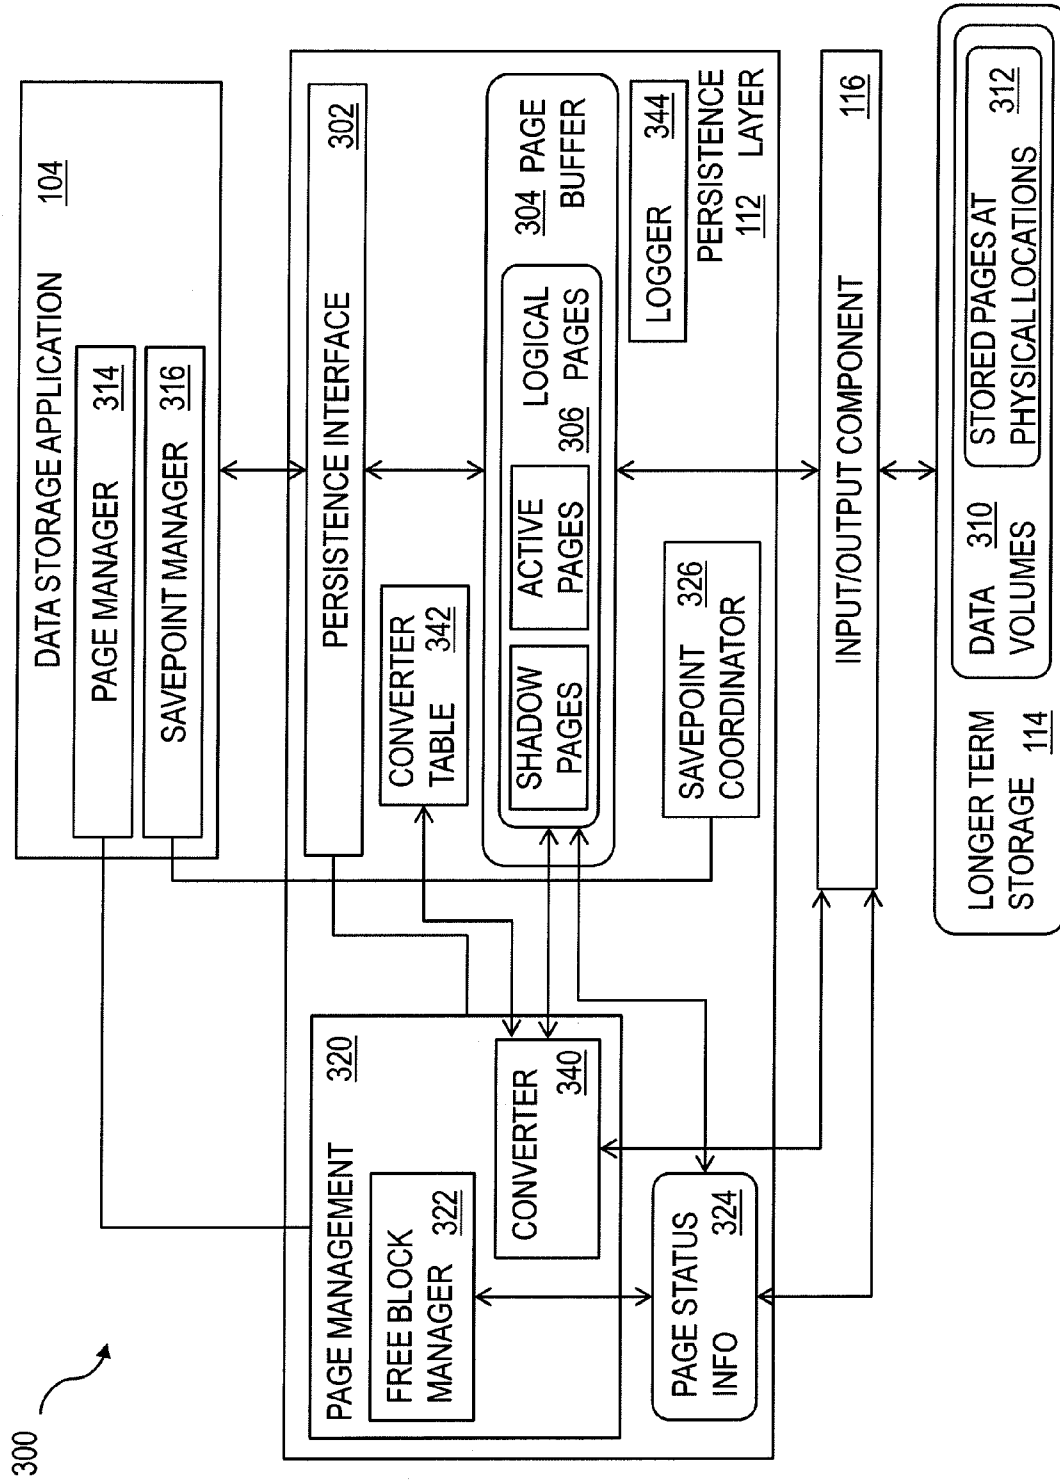 300
DATA STORAGE APPLICATION 104
PAGE MANAGER 314
SAVEPOINT MANAGER 316
PERSISTENCE INTERFACE 302
PAGE MANAGEMENT 320
FREE BLOCK
MANAGER 322
CONVERTER
340
CONVERTER
TABLE 342
SHADOW
PAGES
ACTIVE
PAGES
LOGICAL
306 PAGES
304 PAGE
BUFFER
PAGE STATUS
INFO 324
SAVEPOINT 326
COORDINATOR
LOGGER 344
PERSISTENCE
112 LAYER
INPUT/OUTPUT COMPONENT 116
LONGER TERM
STORAGE 114
DATA 310
VOLUMES
STORED PAGES AT
PHYSICAL LOCATIONS 312